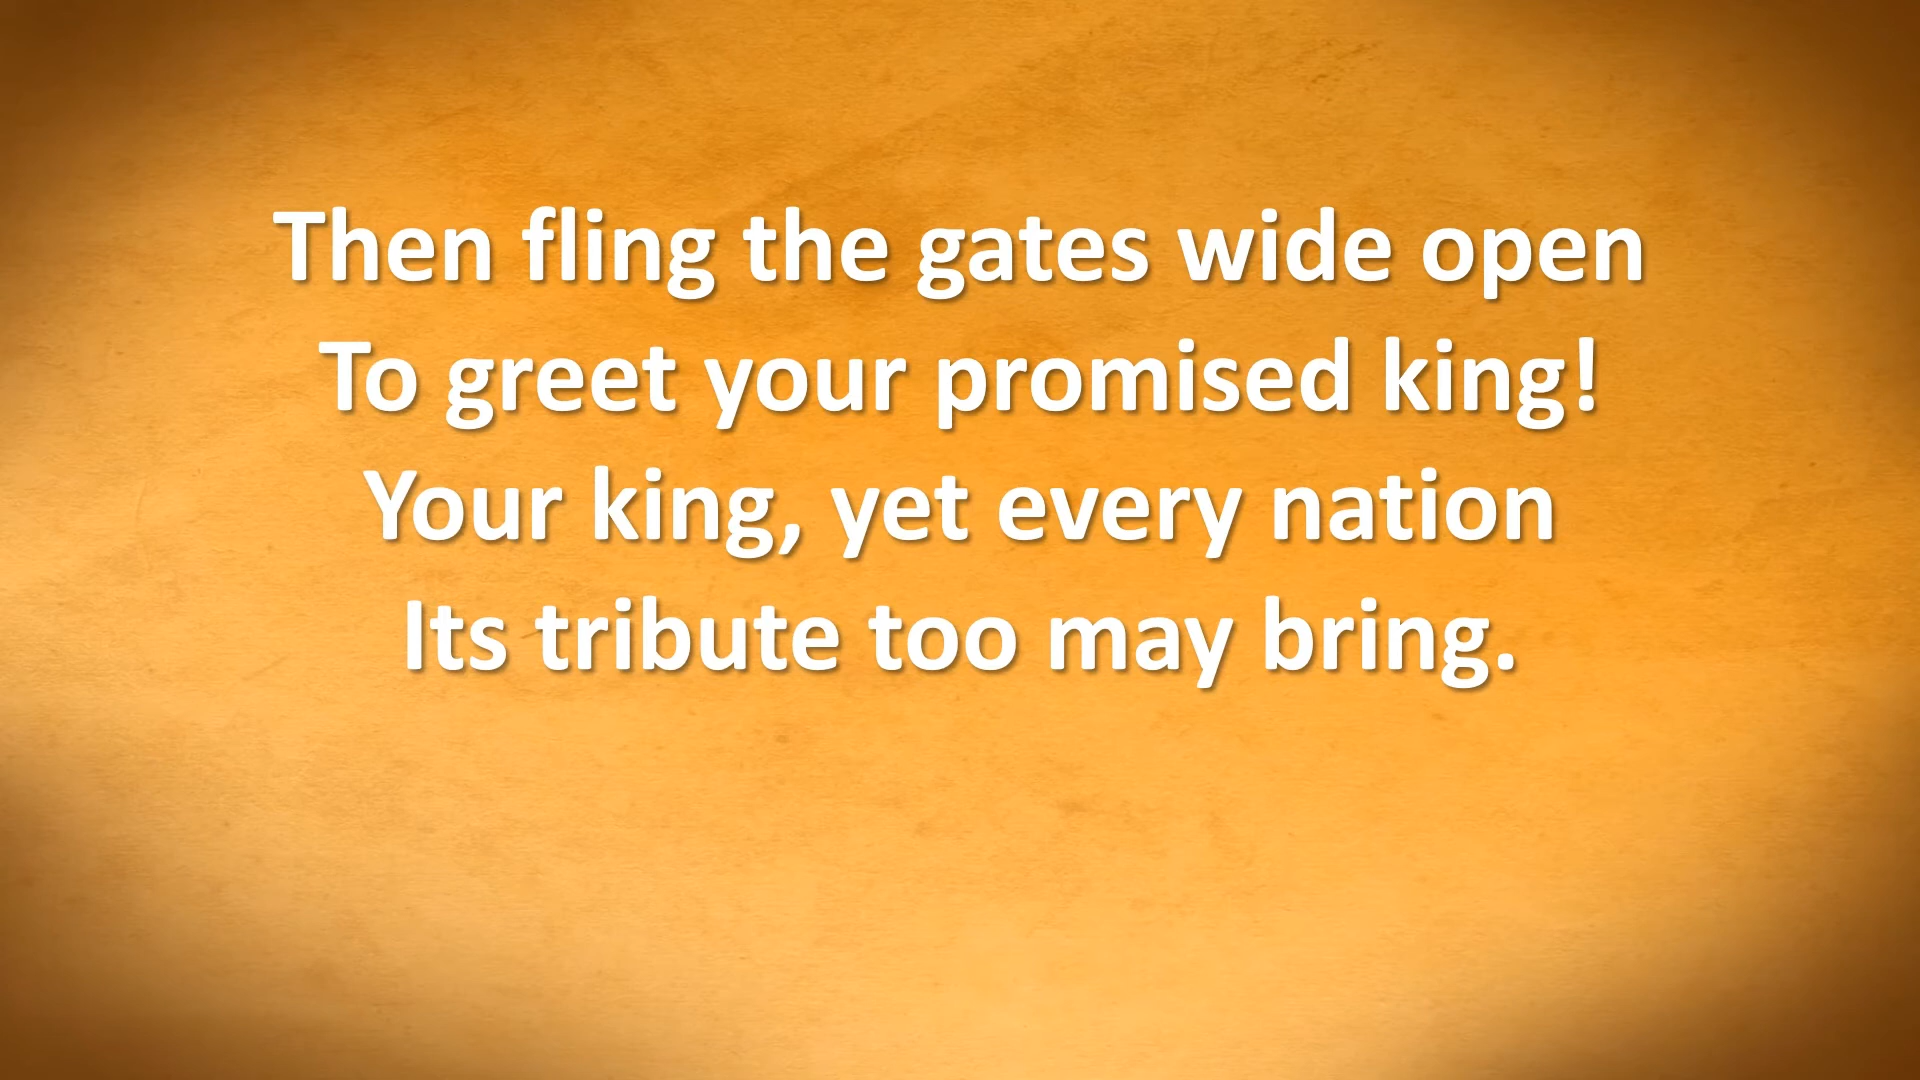 Then fling the gates wide open
To greet your promised king!
Your king, yet every nation
Its tribute too may bring.